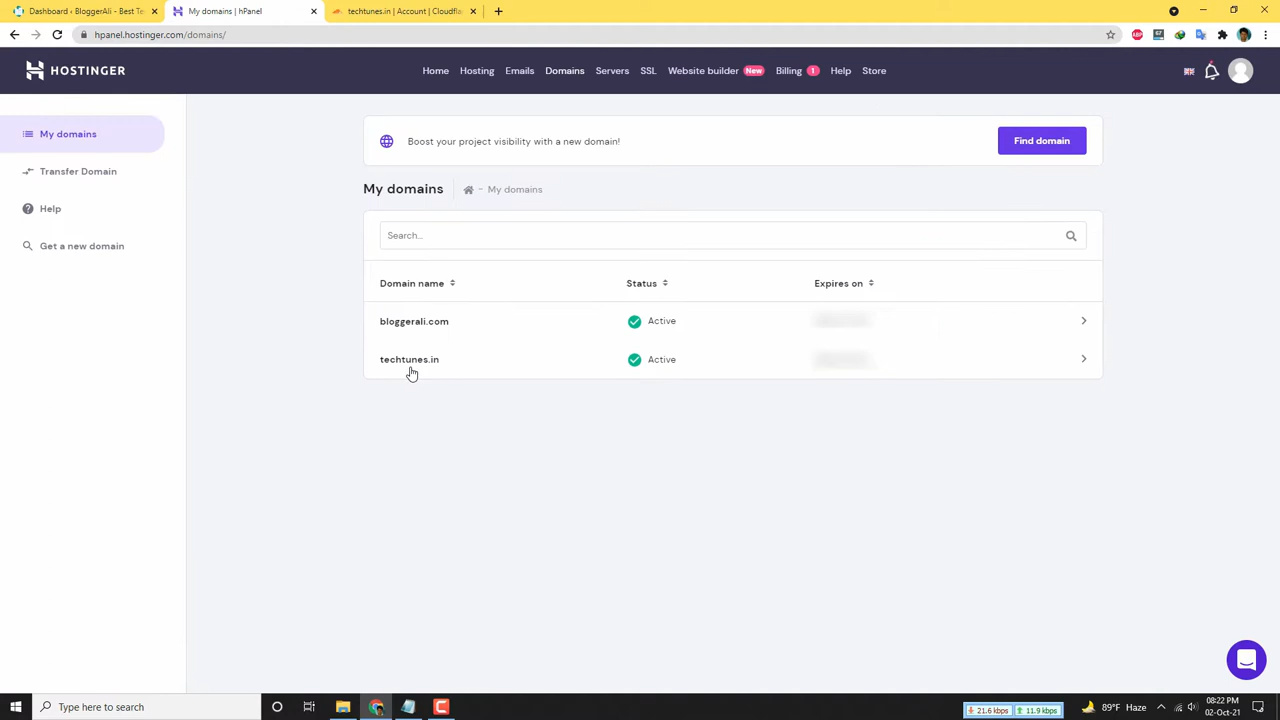 Dashboard ‹ BloggerAli - Best Te
My domains | hPanel
techtunes.in | Account | Cloudfla
hpanel.hostinger.com/domains/
ABP
HOSTINGER
Home
Hosting
Emails
Domains
Servers
SSL
Website builder
New
Billing
1
Help
Store
My domains
Transfer Domain
Help
Get a new domain
Boost your project visibility with a new domain!
Find domain
My domains
- My domains
Search...
Domain name
Status
Expires on
bloggerali.com
Active
techtunes.in
Active
Type here to search
21.6 kbps
11.9 kbps
89°F Haze
08:22 PM
02-Oct-21